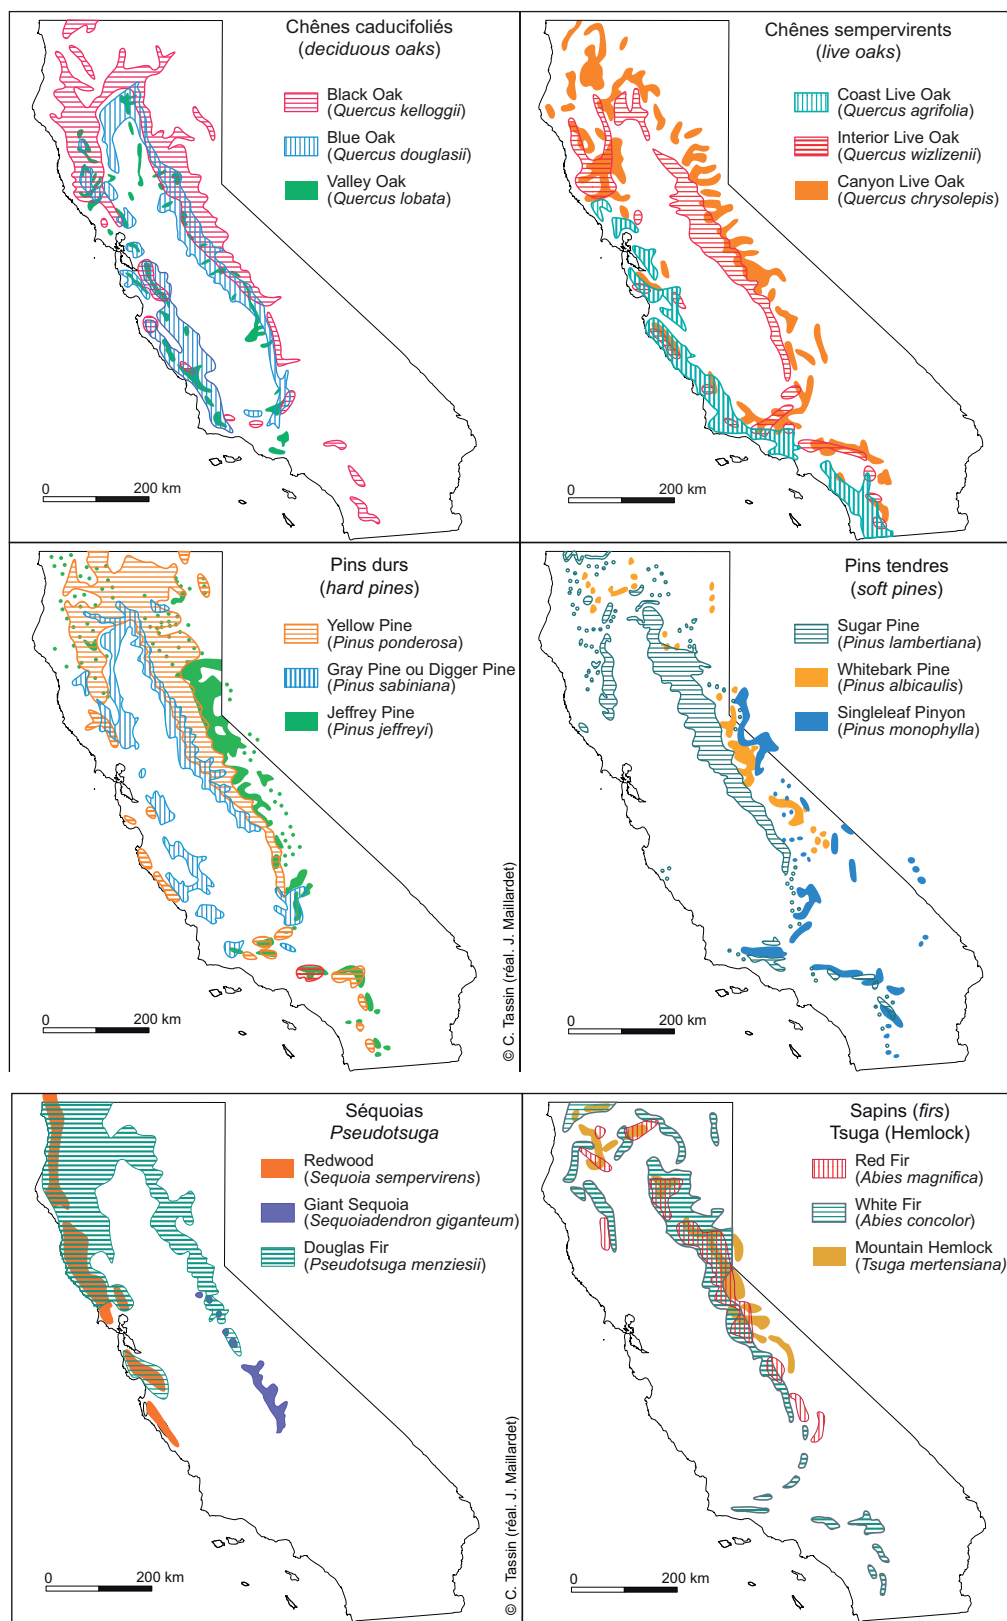 Chênes caducifoliés
(deciduous oaks)
Black Oak
(Quercus kelloggii)
Blue Oak
(Quercus douglasii)
Valley Oak
(Quercus lobata)
0 200 km
Chênes sempervirents
(live oaks)
Coast Live Oak
(Quercus agrifolia)
Interior Live Oak
(Quercus wizlizenii)
Canyon Live Oak
(Quercus chrysolepis)
0 200 km
Pins durs
(hard pines)
Yellow Pine
(Pinus ponderosa)
Gray Pine ou Digger Pine
(Pinus sabiniana)
Jeffrey Pine
(Pinus jeffreyi)
0 200 km
© C. Tassin (réal. J. Maillardet)
Pins tendres
(soft pines)
Sugar Pine
(Pinus lambertiana)
Whitebark Pine
(Pinus albicaulis)
Singleleaf Pinyon
(Pinus monophylla)
0 200 km
Séquoias
Pseudotsuga
Redwood
(Sequoia sempervirens)
Giant Sequoia
(Sequoiadendron giganteum)
Douglas Fir
(Pseudotsuga menziesii)
0 200 km
© C. Tassin (réal. J. Maillardet)
Sapins (firs)
Tsuga (Hemlock)
Red Fir
(Abies magnifica)
White Fir
(Abies concolor)
Mountain Hemlock
(Tsuga mertensiana)
0 200 km